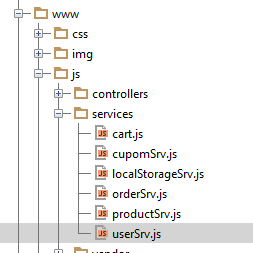 www
css
img
js
controllers
services
cart.js
cupomSrv.js
localStorageSrv.js
orderSrv.js
productSrv.js
userSrv.js